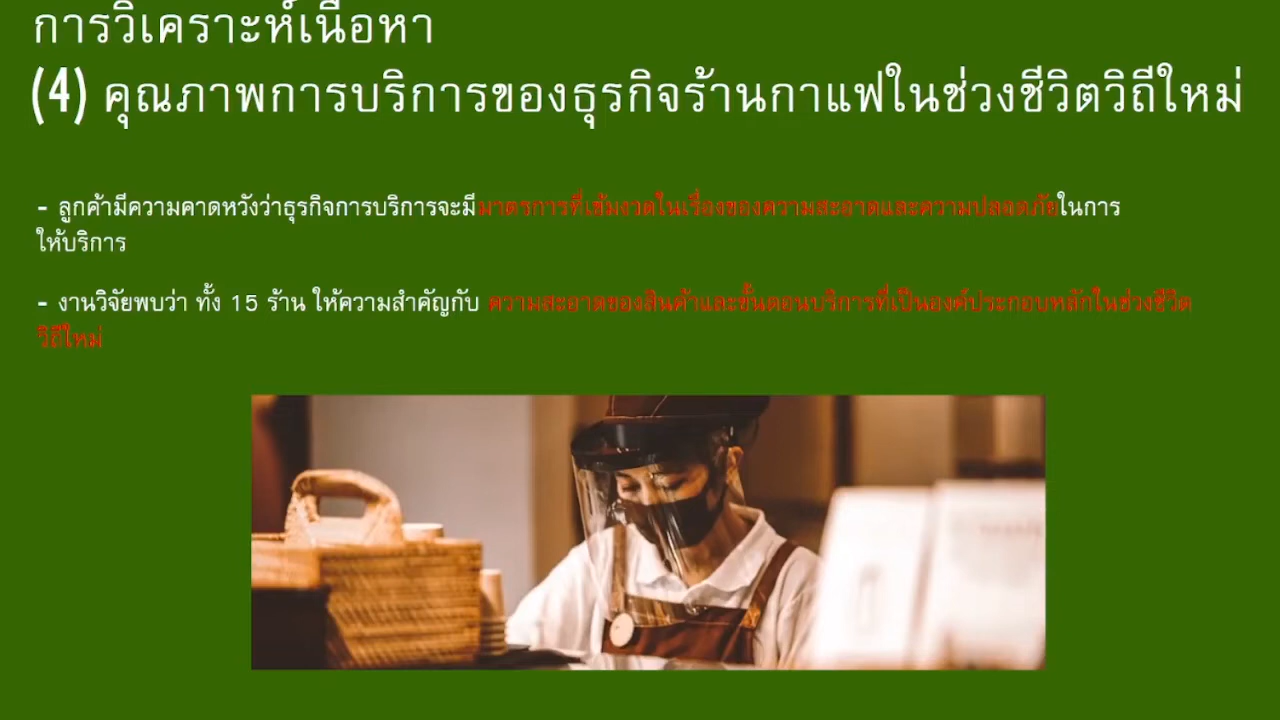 การวิเคราะห์เนื้อหา
(4) คุณภาพการบริการของธุรกิจร้านกาแฟในช่วงชีวิตวิถีใหม่
- ลูกค้ามีความคาดหวังว่าธุรกิจการบริการจะมีมาตรการที่เข้มงวดในเรื่องของความสะอาดและความปลอดภัยในการ
ให้บริการ
- งานวิจัยพบว่า ทั้ง 15 ร้าน ให้ความสำคัญกับ ความสะอาดของสินค้าและขั้นตอนบริการที่เป็นองค์ประกอบหลักในช่วงชีวิต
วิถีใหม่